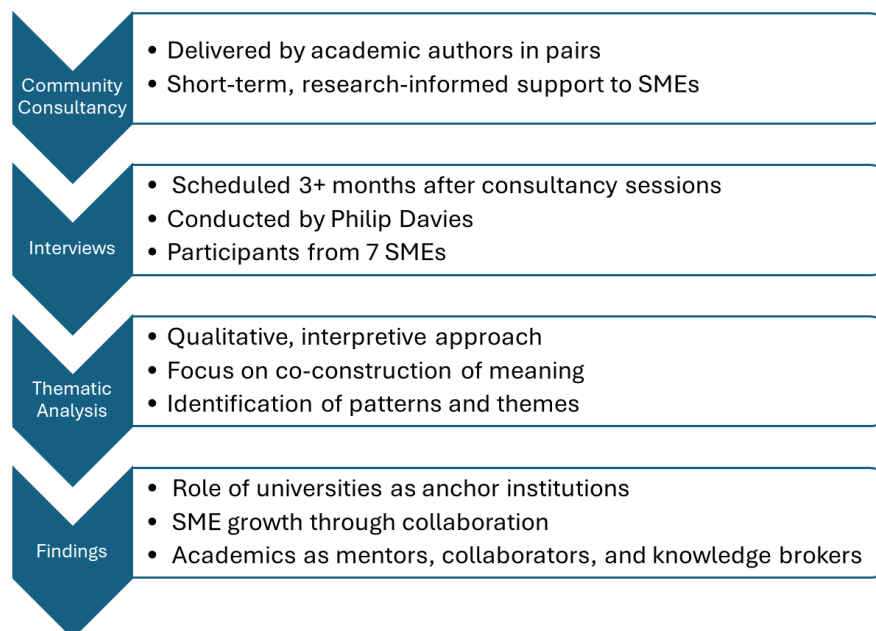 Community
Consultancy
• Delivered by academic authors in pairs
• Short-term, research-informed support to SMEs
Interviews
• Scheduled 3+ months after consultancy sessions
• Conducted by Philip Davies
• Participants from 7 SMEs
Thematic
Analysis
• Qualitative, interpretive approach
• Focus on co-construction of meaning
• Identification of patterns and themes
Findings
• Role of universities as anchor institutions
• SME growth through collaboration
• Academics as mentors, collaborators, and knowledge brokers